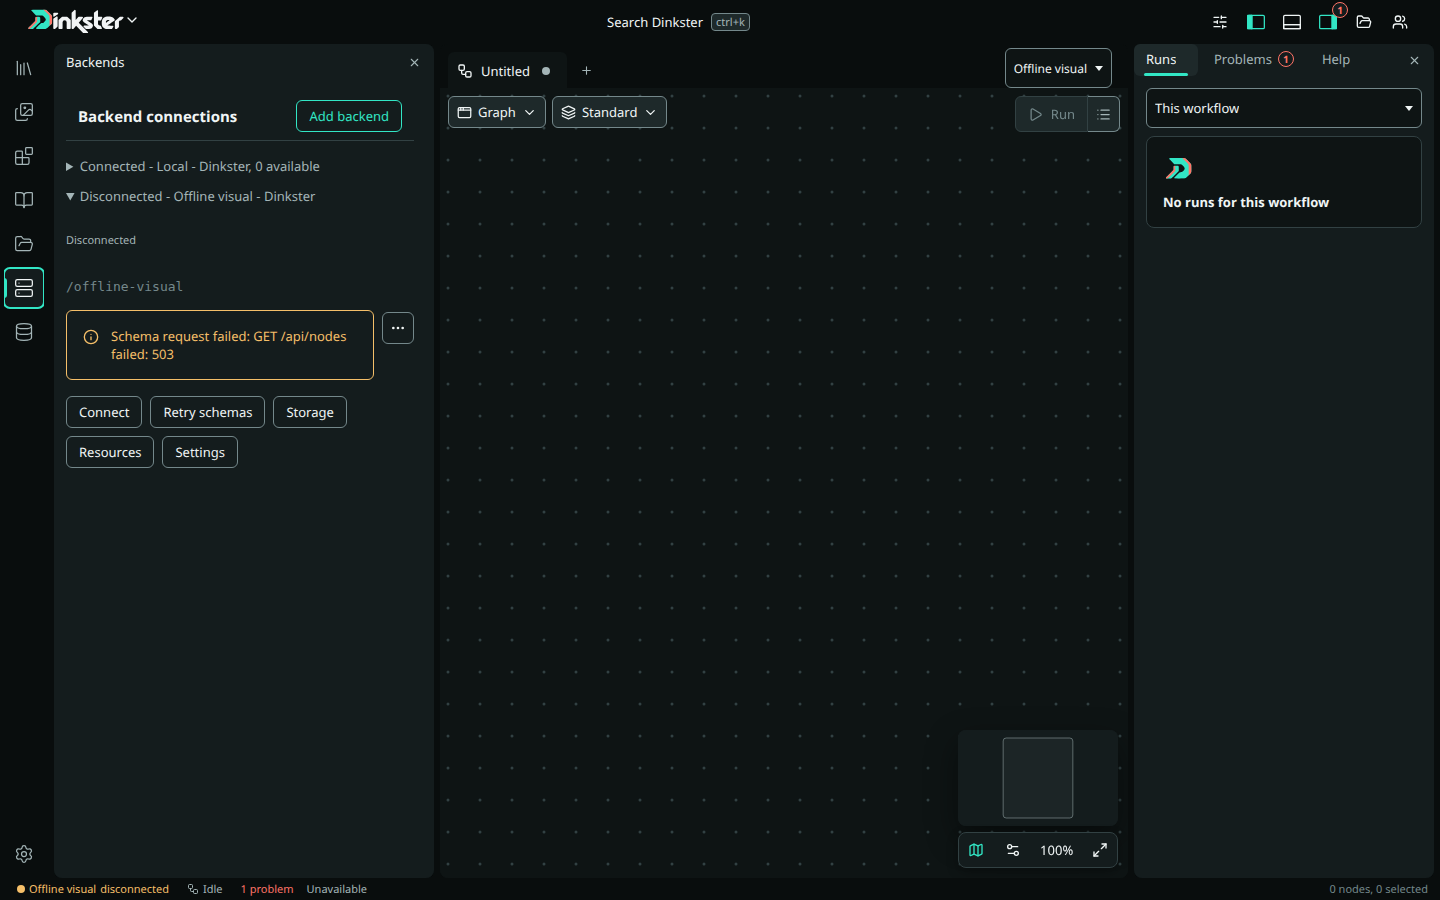 Dinkster
Search Dinkster ctrl+k
1
Backends
Backend connections
Add backend
Connected - Local - Dinkster, 0 available
Disconnected - Offline visual - Dinkster
Disconnected
/offline-visual
Schema request failed: GET /api/nodes
failed: 503
Connect
Retry schemas
Storage
Resources
Settings
Untitled
Offline visual
Graph
Standard
Run
100%
Runs
Problems 1
Help
This workflow
No runs for this workflow
Offline visual disconnected
Idle
1 problem
Unavailable
0 nodes, 0 selected